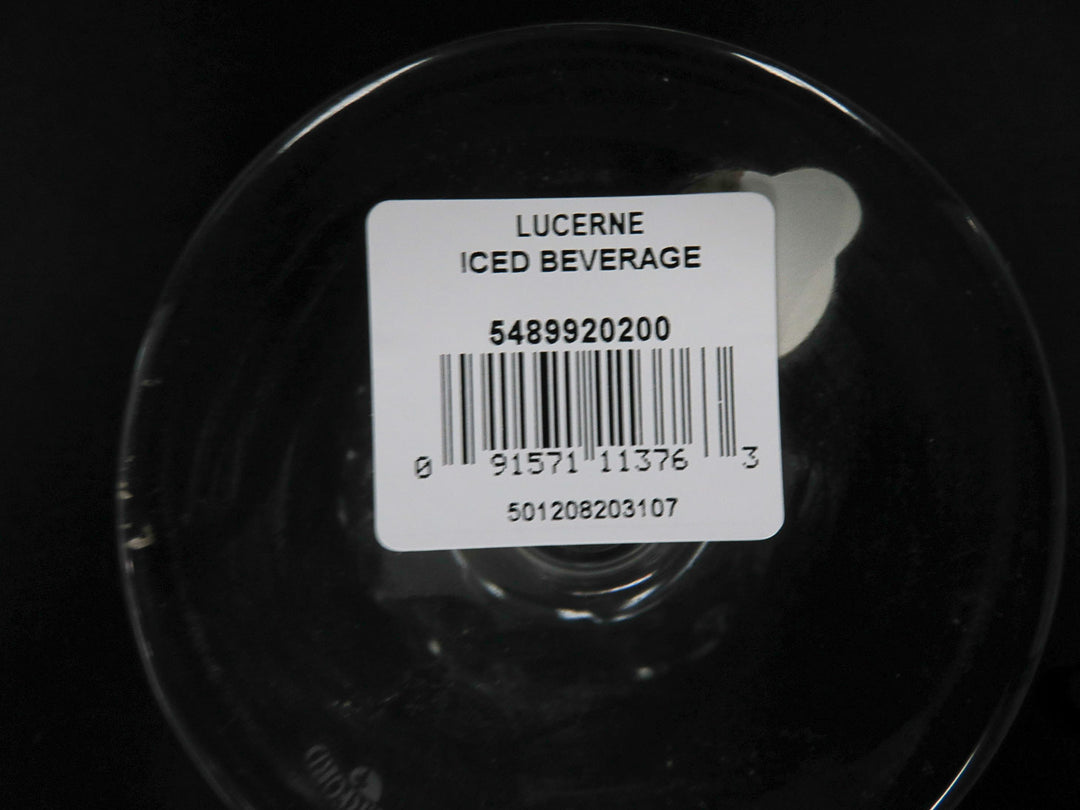 LUCERNE
ICED BEVERAGE
5489920200
0 91571 11376 3
501208203107